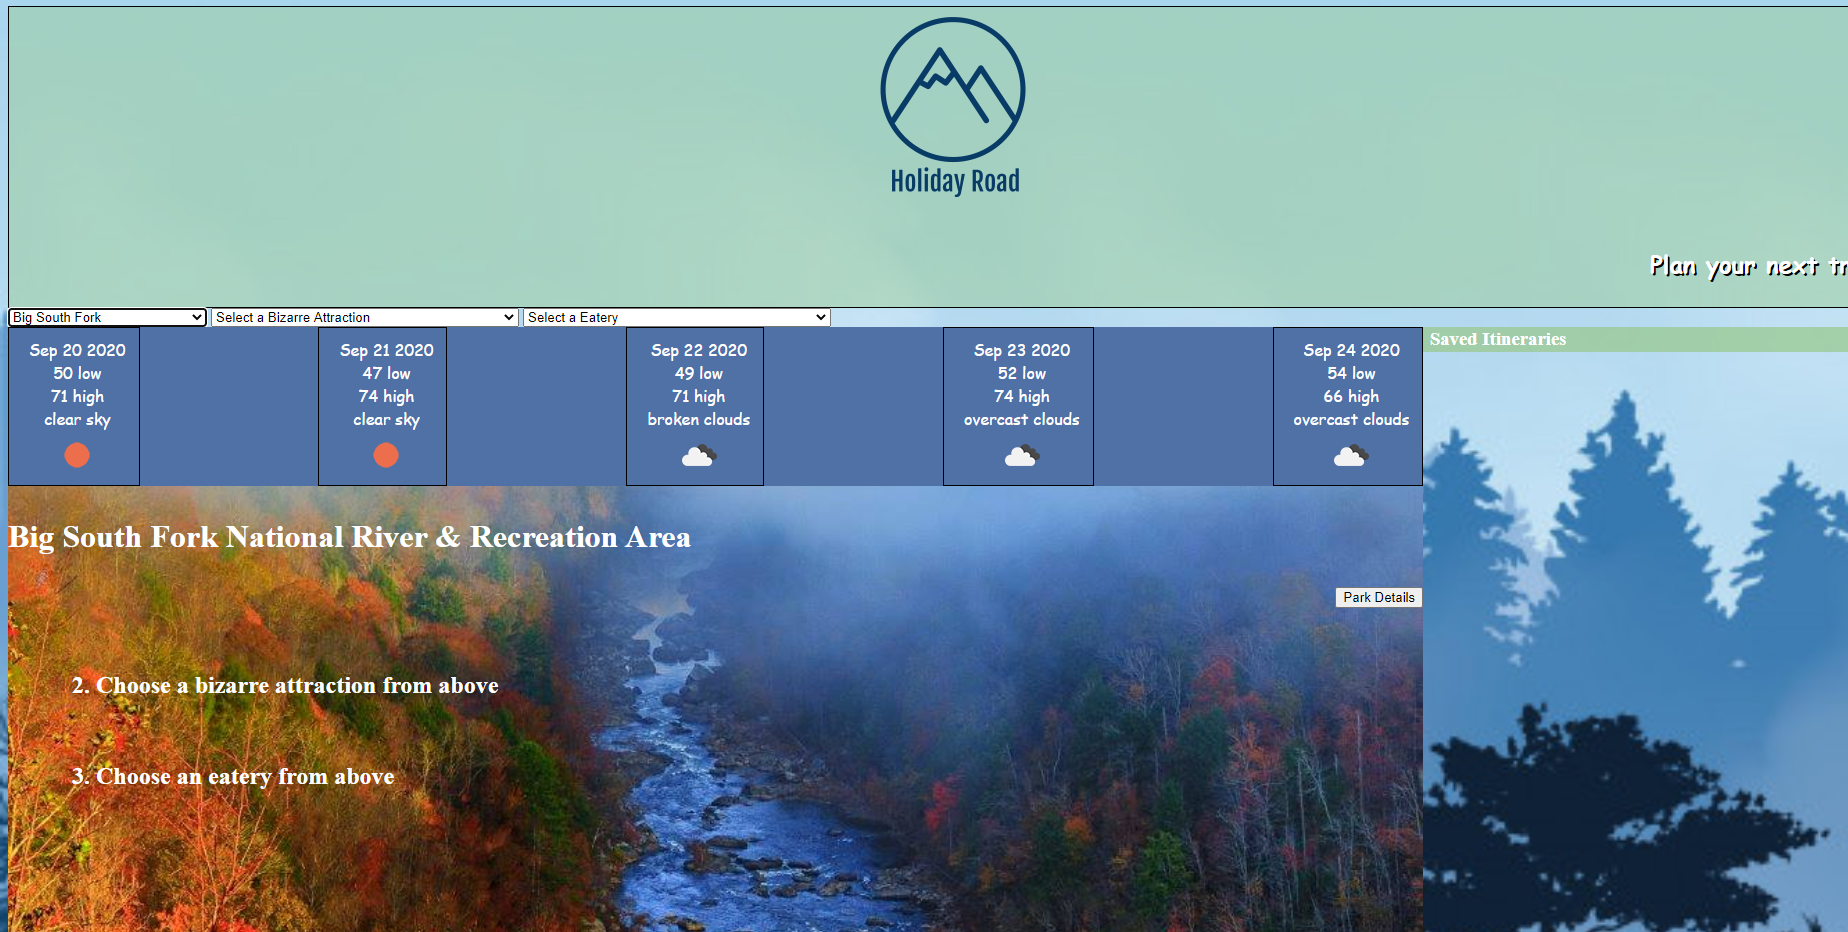 Holiday Road
Plan your next
Big South Fork
Select a Bizarre Attraction
Select a Eatery
Sep 20 2020
50 low
71 high
clear sky
Sep 21 2020
47 low
74 high
clear sky
Sep 22 2020
49 low
71 high
broken clouds
Sep 23 2020
52 low
74 high
overcast clouds
Sep 24 2020
54 low
66 high
overcast clouds
Saved Itineraries
Big South Fork National River & Recreation Area
Park Details
2. Choose a bizarre attraction from above
3. Choose an eatery from above